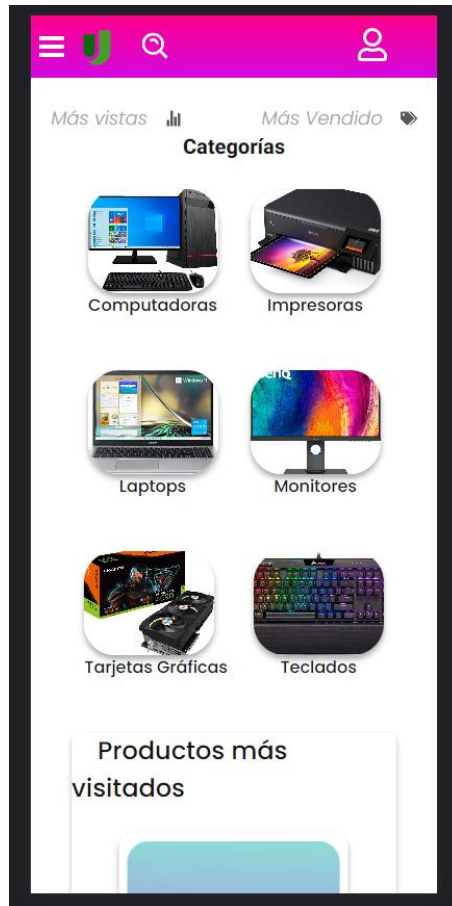 Más vistas Más Vendido
Categorías
Computadoras Impresoras
Laptops Monitores
Tarjetas Gráficas Teclados
Productos más
visitados